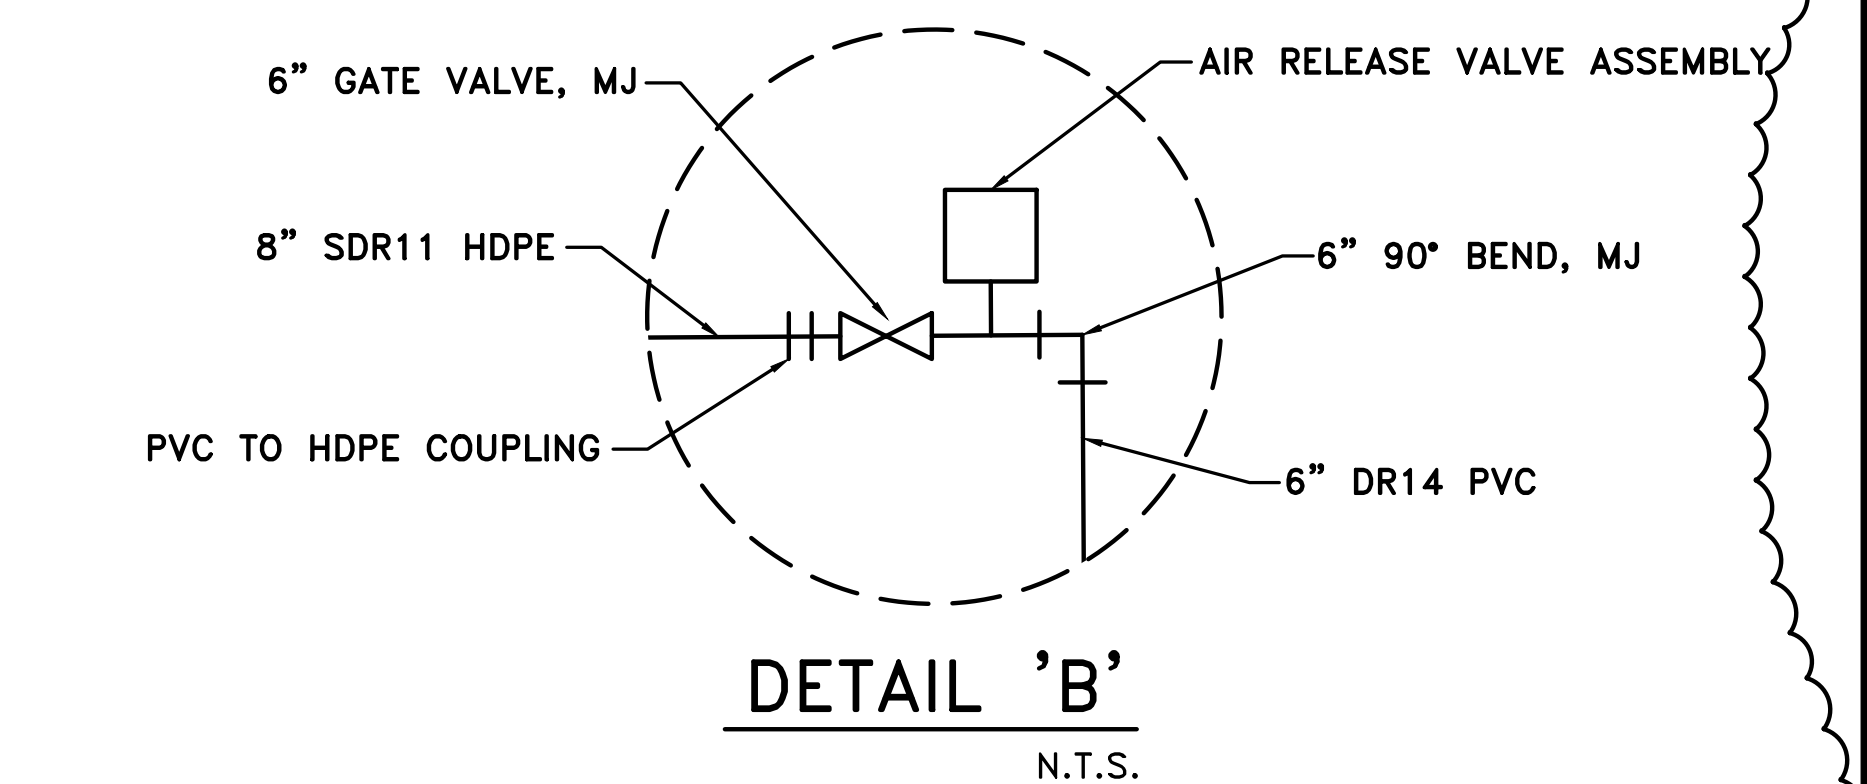 AIR RELEASE VALVE ASSEMBLY
6” GATE VALVE, MJ
8” SDR11 HDPE
6” 90° BEND, MJ
PVC TO HDPE COUPLING
6” DR14 PVC
DETAIL 'B'
N.T.S.